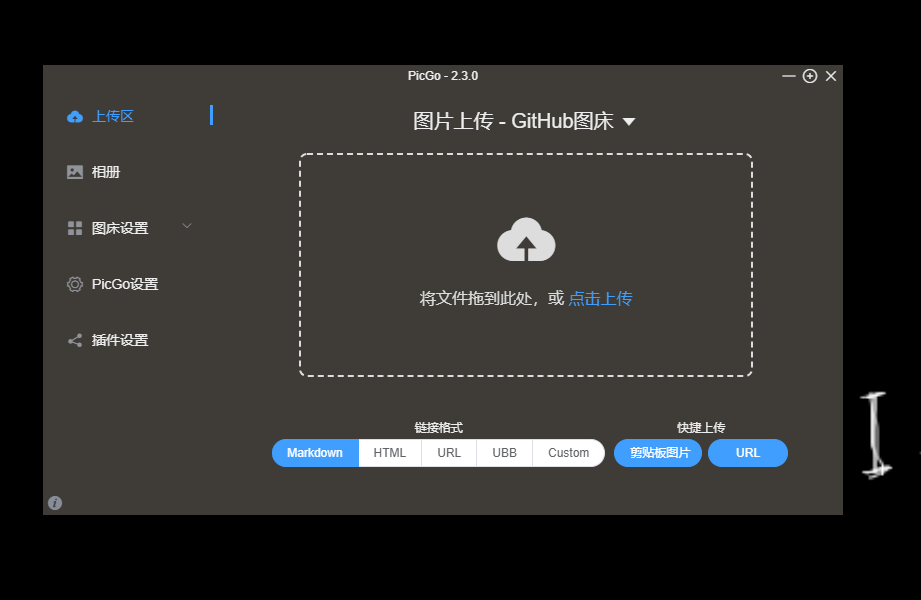 PicGo - 2.3.0
上传区
相册
图床设置
PicGo设置
插件设置
图片上传 - GitHub图床
将文件拖到此处，或 点击上传
链接格式
快捷上传
Markdown HTML URL UBB Custom
剪贴板图片 URL